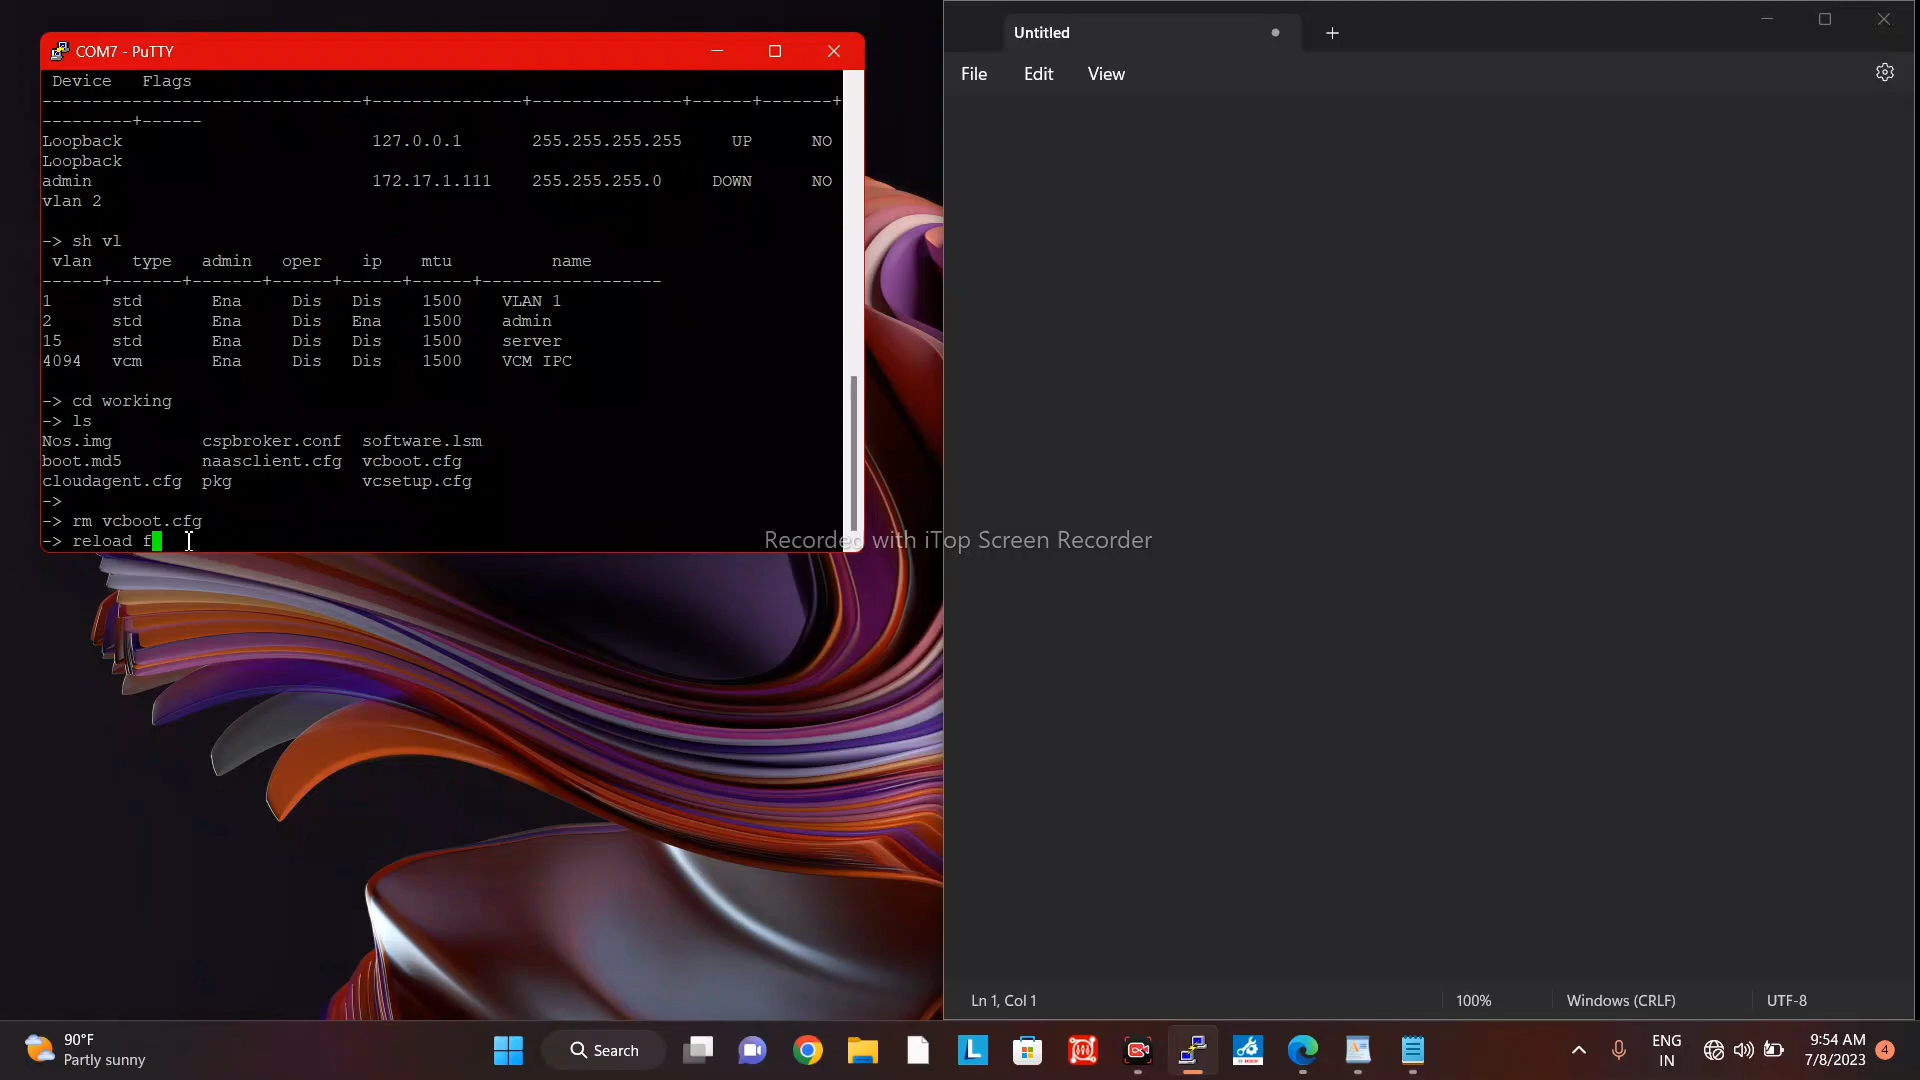 COM7 - PuTTY
Device Flags
--------------------------------+---------------+---------------+------+-------+
---------+------
Loopback 127.0.0.1 255.255.255.255 UP NO
Loopback
admin 172.17.1.111 255.255.255.0 DOWN NO
vlan 2
-> sh vl
vlan type admin oper ip mtu name
------+-------+-------+------+------+------+------------------
1 std Ena Dis Dis 1500 VLAN 1
2 std Ena Dis Ena 1500 admin
15 std Ena Dis Dis 1500 server
4094 vcm Ena Dis Dis 1500 VCM IPC
-> cd working
-> ls
Nos.img cspbroker.conf software.lsm
boot.md5 naasclient.cfg vcboot.cfg
cloudagent.cfg pkg vcsetup.cfg
->
-> rm vcboot.cfg
-> reload f
Untitled
File Edit View
Recorded with iTop Screen Recorder
Ln 1, Col 1 100% Windows (CRLF) UTF-8
90°F
Partly sunny
Search
L
ENG
IN
9:54 AM
7/8/2023
4